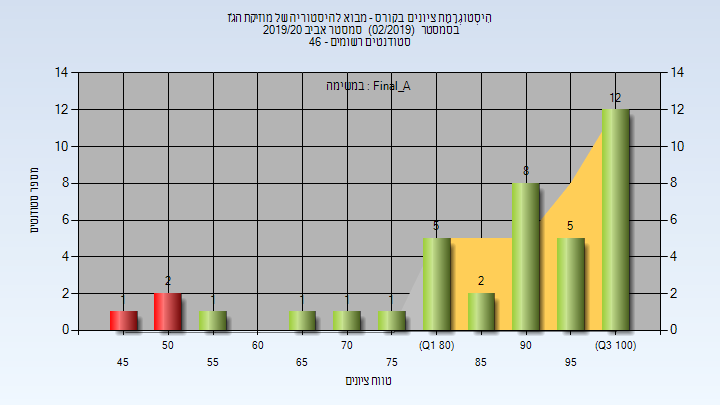 היסטוגרמת ציונים בקורס - מבוא להיסטוריה של מוזיקת הג'ז
בסמסטר (02/2019) סמסטר אביב 2019/20
סטודנטים רשומים - 46
במשימה : Final_A
מספר סטודנטים
14 14
12 12
10 10
8 8
6 6
4 4
2 2
0 0
1 2 1 1 1 1 5 2 8 5 12
45 50 55 60 65 70 75 (Q1 80) 85 90 95 (Q3 100)
טווח ציונים